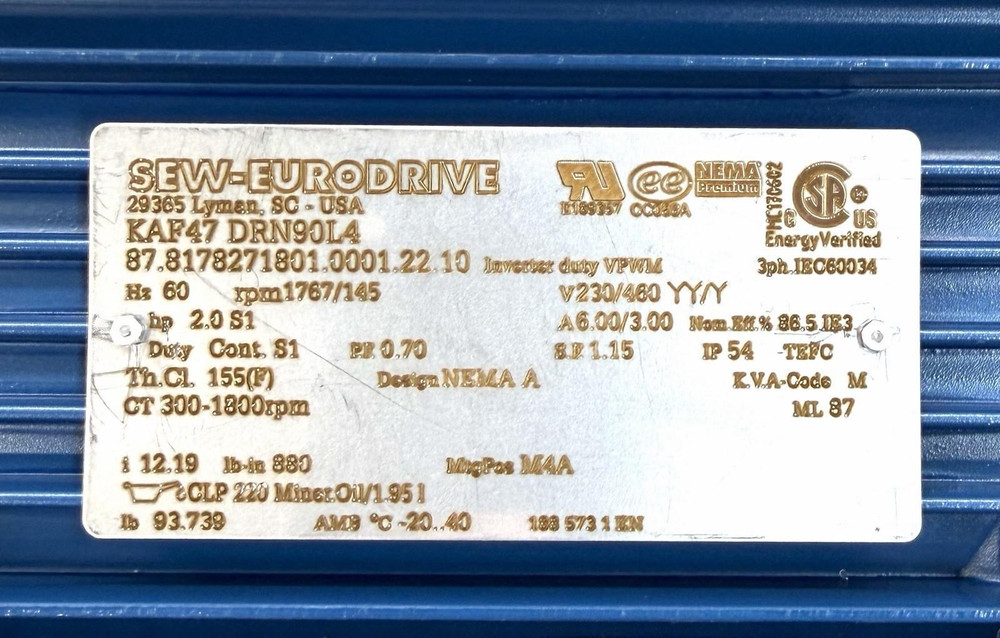 SEW-EURODRIVE
29365 Lyman, SC - USA
NEMA
Premium
SA
C US
Energy Verified
KAF47 DRN90L4
87.8178271801.0001.22.10 Inverter duty VPWM 3ph.IEC60034
Hz 60 rpm 1767/145 V 230/460 YY/Y
hp 2.0 S1 A 6.00/3.00 Nom.Eff.% 86.5 IE3
Duty Cont. S1 P.F. 0.70 S.F. 1.15 IP 54 TEFC
Th.Cl. 155(F) Design NEMA A K.V.A-Code M
CT 300-1800rpm ML 37
i 12.19 lb-in 880 MtgPos M4A
CLP 220 Miner.Oil/1.95 l
lb 93.739 AMB °C -20..40 188 573 1 EN